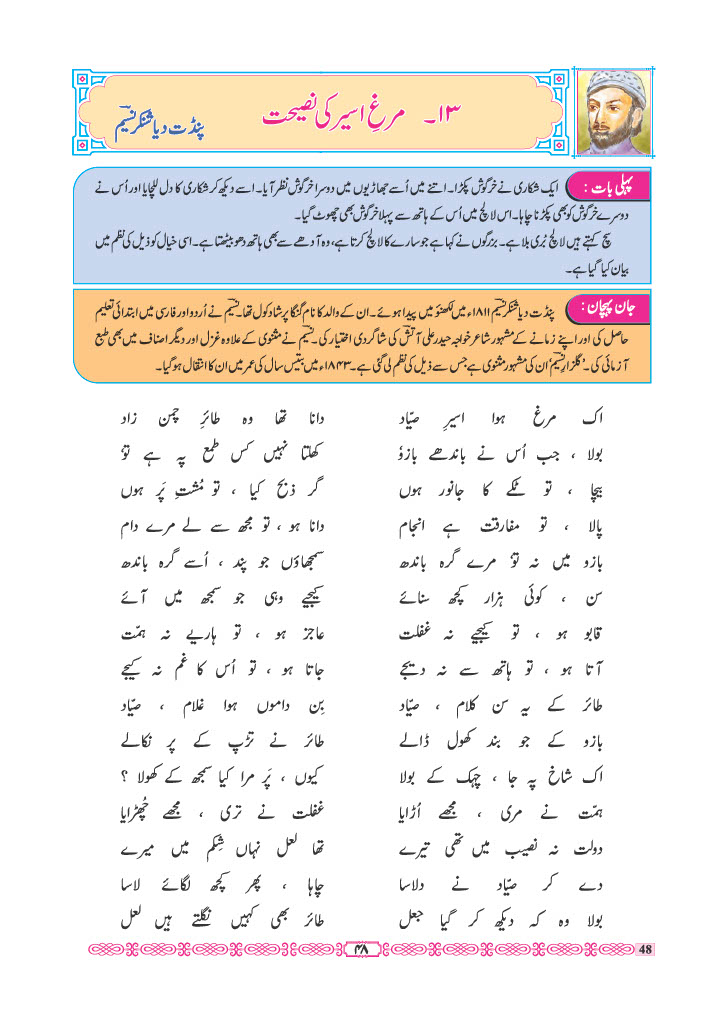 ۱۳۔ مرغِ اسیر کی نصیحت
پنڈت دیا شنکر نسیم
پہلی بات : ایک شکاری نے خرگوش پکڑا۔ اتنے میں اُسے جھاڑیوں میں دوسرا خرگوش نظر آیا۔ اسے دیکھ کر شکاری کا دل للچایا اور اُس نے
دوسرے خرگوش کو بھی پکڑنا چاہا۔ اس لالچ میں اُس کے ہاتھ سے پہلا خرگوش بھی چھوٹ گیا۔
سچ کہتے ہیں لالچ بُری بلا ہے۔ بزرگوں نے کہا ہے جو سارے کا لالچ کرتا ہے، وہ آدھے سے بھی ہاتھ دھو بیٹھتا ہے۔ اسی خیال کو ذیل کی نظم میں
بیان کیا گیا ہے۔
جان پہچان : پنڈت دیا شنکر نسیم ۱۸۱۱ء میں لکھنؤ میں پیدا ہوئے۔ ان کے والد کا نام گنگا پرشاد کول تھا۔ نسیم نے اُردو اور فارسی میں ابتدائی تعلیم
حاصل کی اور اپنے زمانے کے مشہور شاعر خواجہ حیدر علی آتش کی شاگردی اختیار کی۔ نسیم نے مثنوی کے علاوہ غزل اور دیگر اصناف میں بھی طبع
آزمائی کی۔ 'گلزارِ نسیم' ان کی مشہور مثنوی ہے جس سے ذیل کی نظم لی گئی ہے۔ ۱۸۴۳ء میں بتیس سال کی عمر میں ان کا انتقال ہو گیا۔
اک مرغ ہوا اسیرِ صیّاد دانا تھا وہ طائرِ چمن زاد
بولا ، جب اُس نے باندھے بازوٗ کھلتا نہیں کس طمع پہ ہے توٗ
بیچا ، تو ٹکے کا جانور ہوں گر ذبح کیا ، تو مُشتِ پَر ہوں
پالا ، تو مفارقت ہے انجام دانا ہو ، تو مجھ سے لے مرے دام
بازو میں نہ توٗ مرے گرہ باندھ سمجھاؤں جو پند ، اُسے گرہ باندھ
سن ، کوئی ہزار کچھ سنائے کیجیے وہی جو سمجھ میں آئے
قابو ہو ، تو کیجیے نہ غفلت عاجز ہو ، تو ہاریے نہ ہمّت
آتا ہو ، تو ہاتھ سے نہ دیجے جاتا ہو ، تو اُس کا غم نہ کیجے
طائر کے یہ سن کلام ، صیّاد بِن داموں ہوا غلام ، صیّاد
بازو کے جو بند کھول ڈالے طائر نے تڑپ کے پر نکالے
اک شاخ پہ جا ، چہک کے بولا کیوں ، پَر مرا کیا سمجھ کے کھولا ؟
ہمّت نے مری ، مجھے اُڑایا غفلت نے تری ، مجھے چُھڑایا
دولت نہ نصیب میں تھی تیرے تھا لعل نہاں شِکم میں میرے
دے کر صیّاد نے دلاسا چاہا ، پھر کچھ لگائے لاسا
بولا وہ کہ دیکھ کر گیا جعل طائر بھی کہیں نگلتے ہیں لعل
۴۸
48